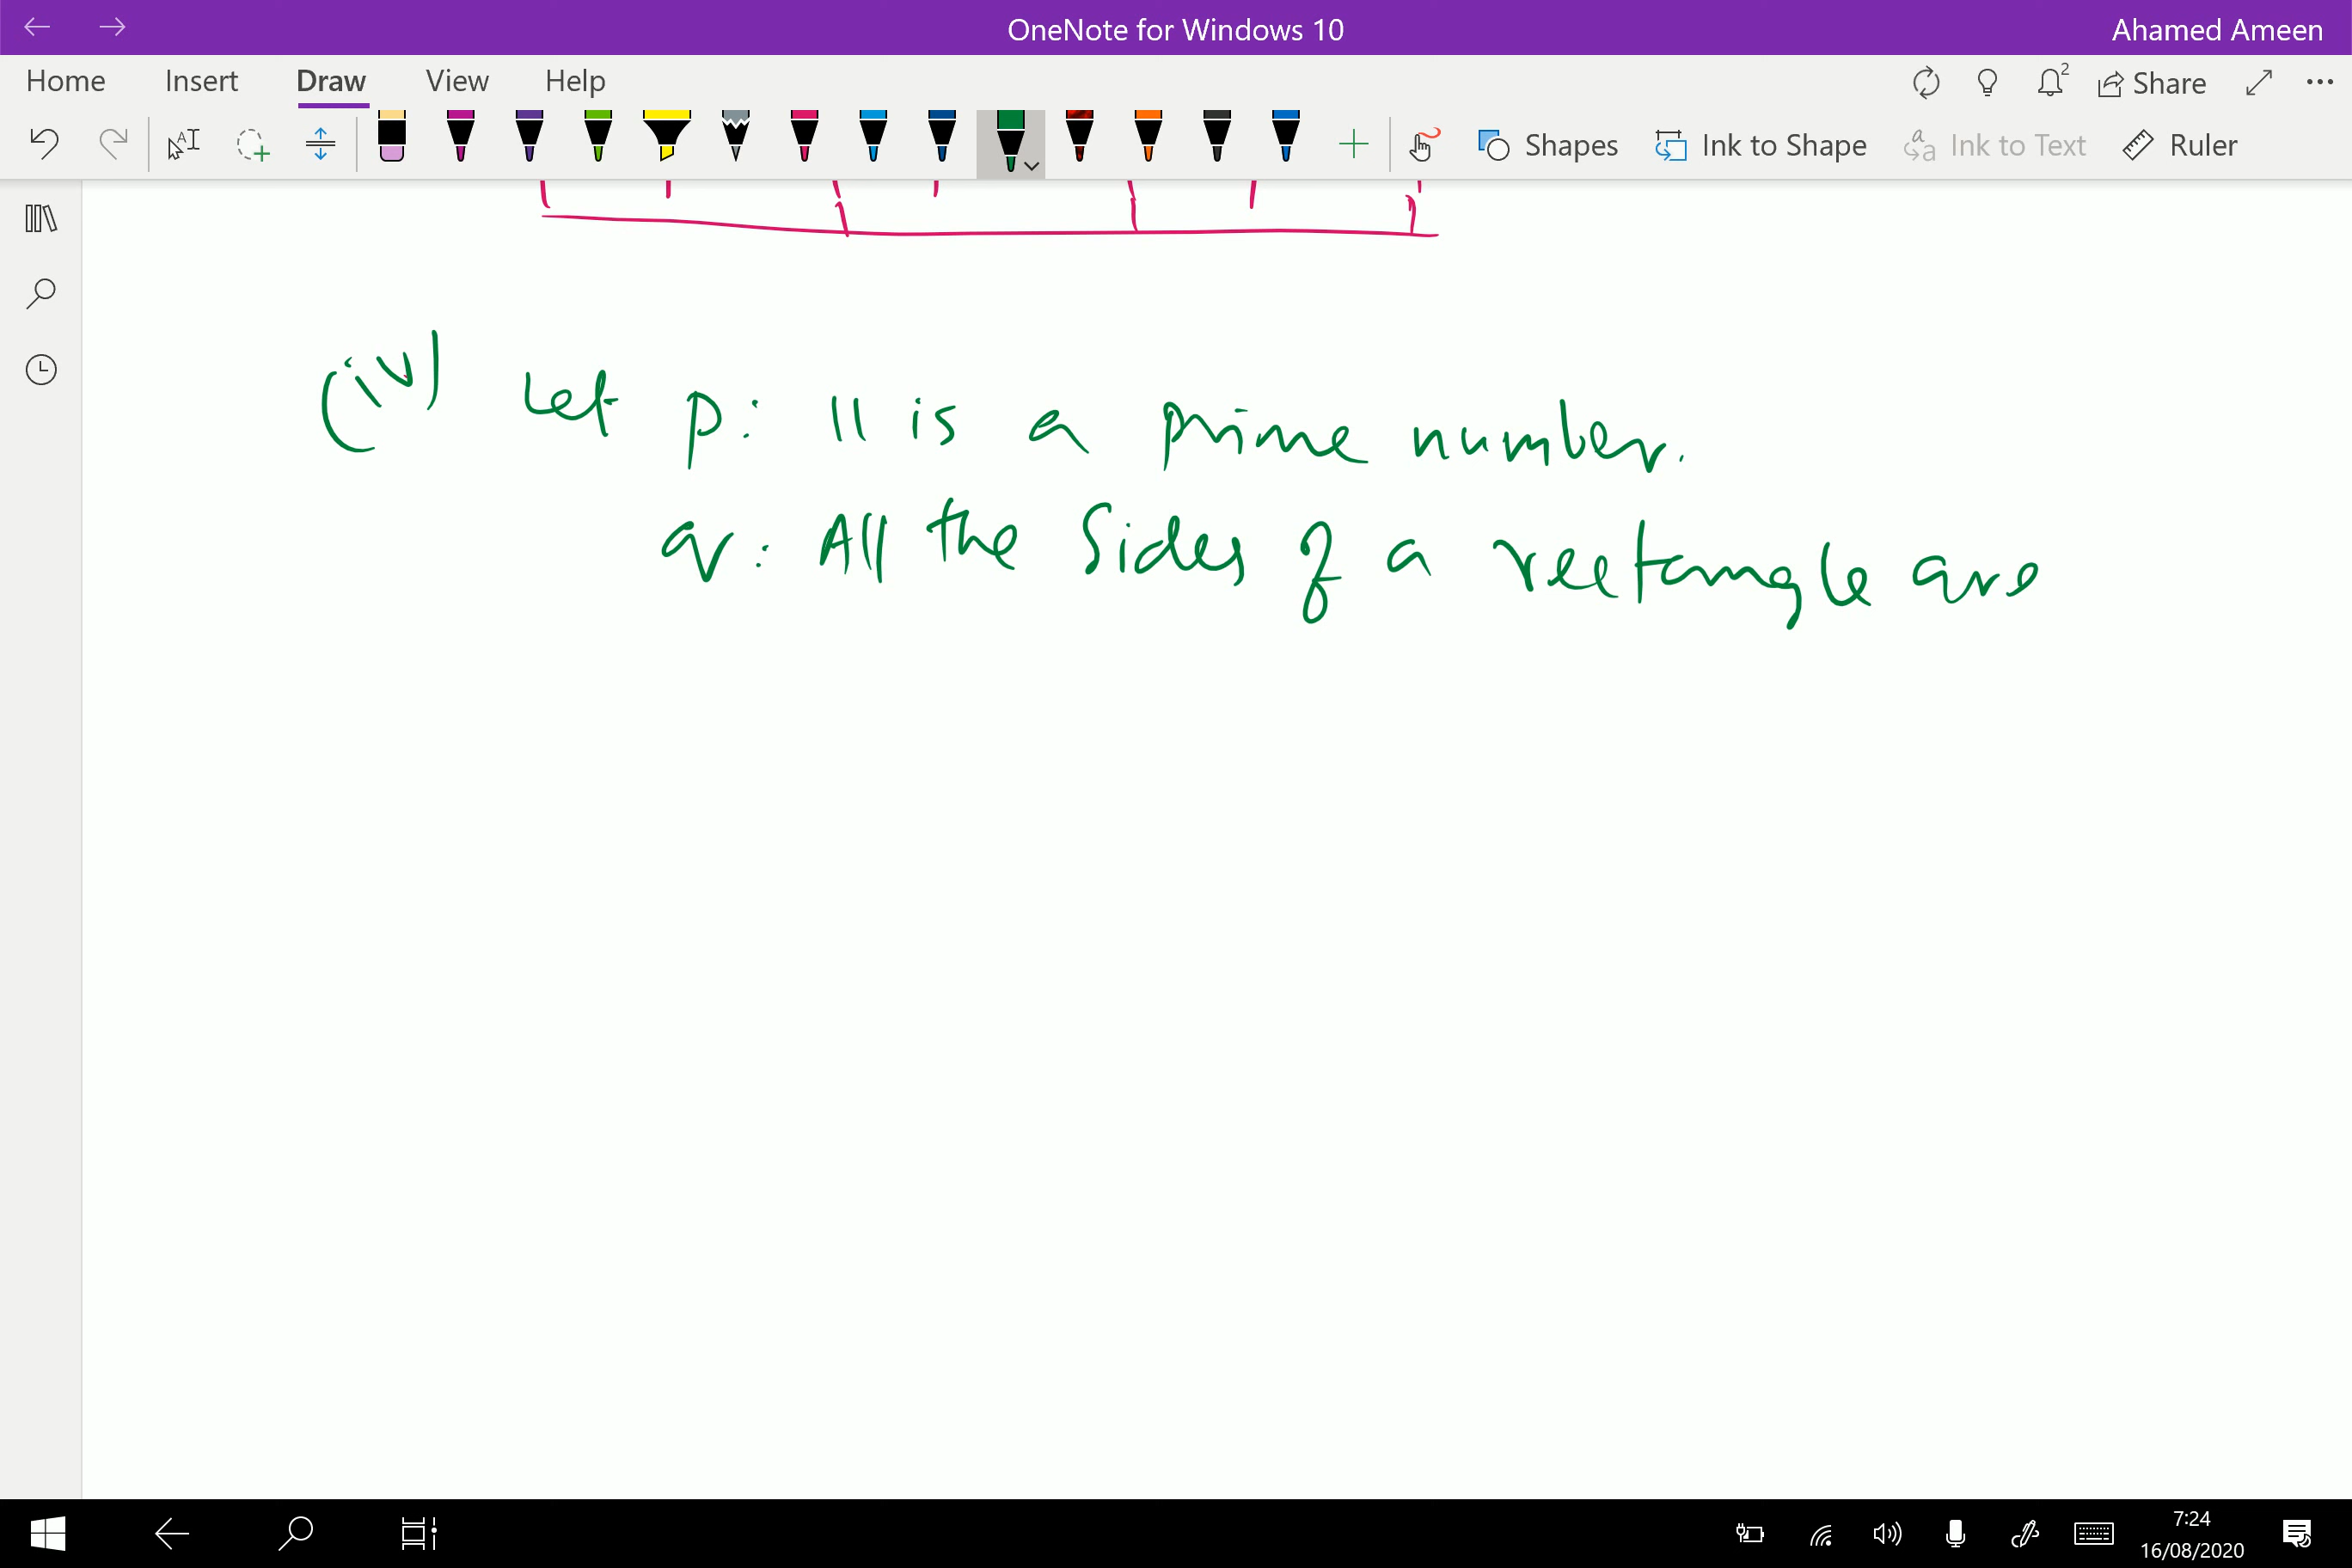 OneNote for Windows 10
Ahamed Ameen
Home Insert Draw View Help
2 Share
Shapes Ink to Shape Ink to Text Ruler
(iv) Let p: 11 is a prime number.
q: All the sides of a rectangle are
7:24
16/08/2020